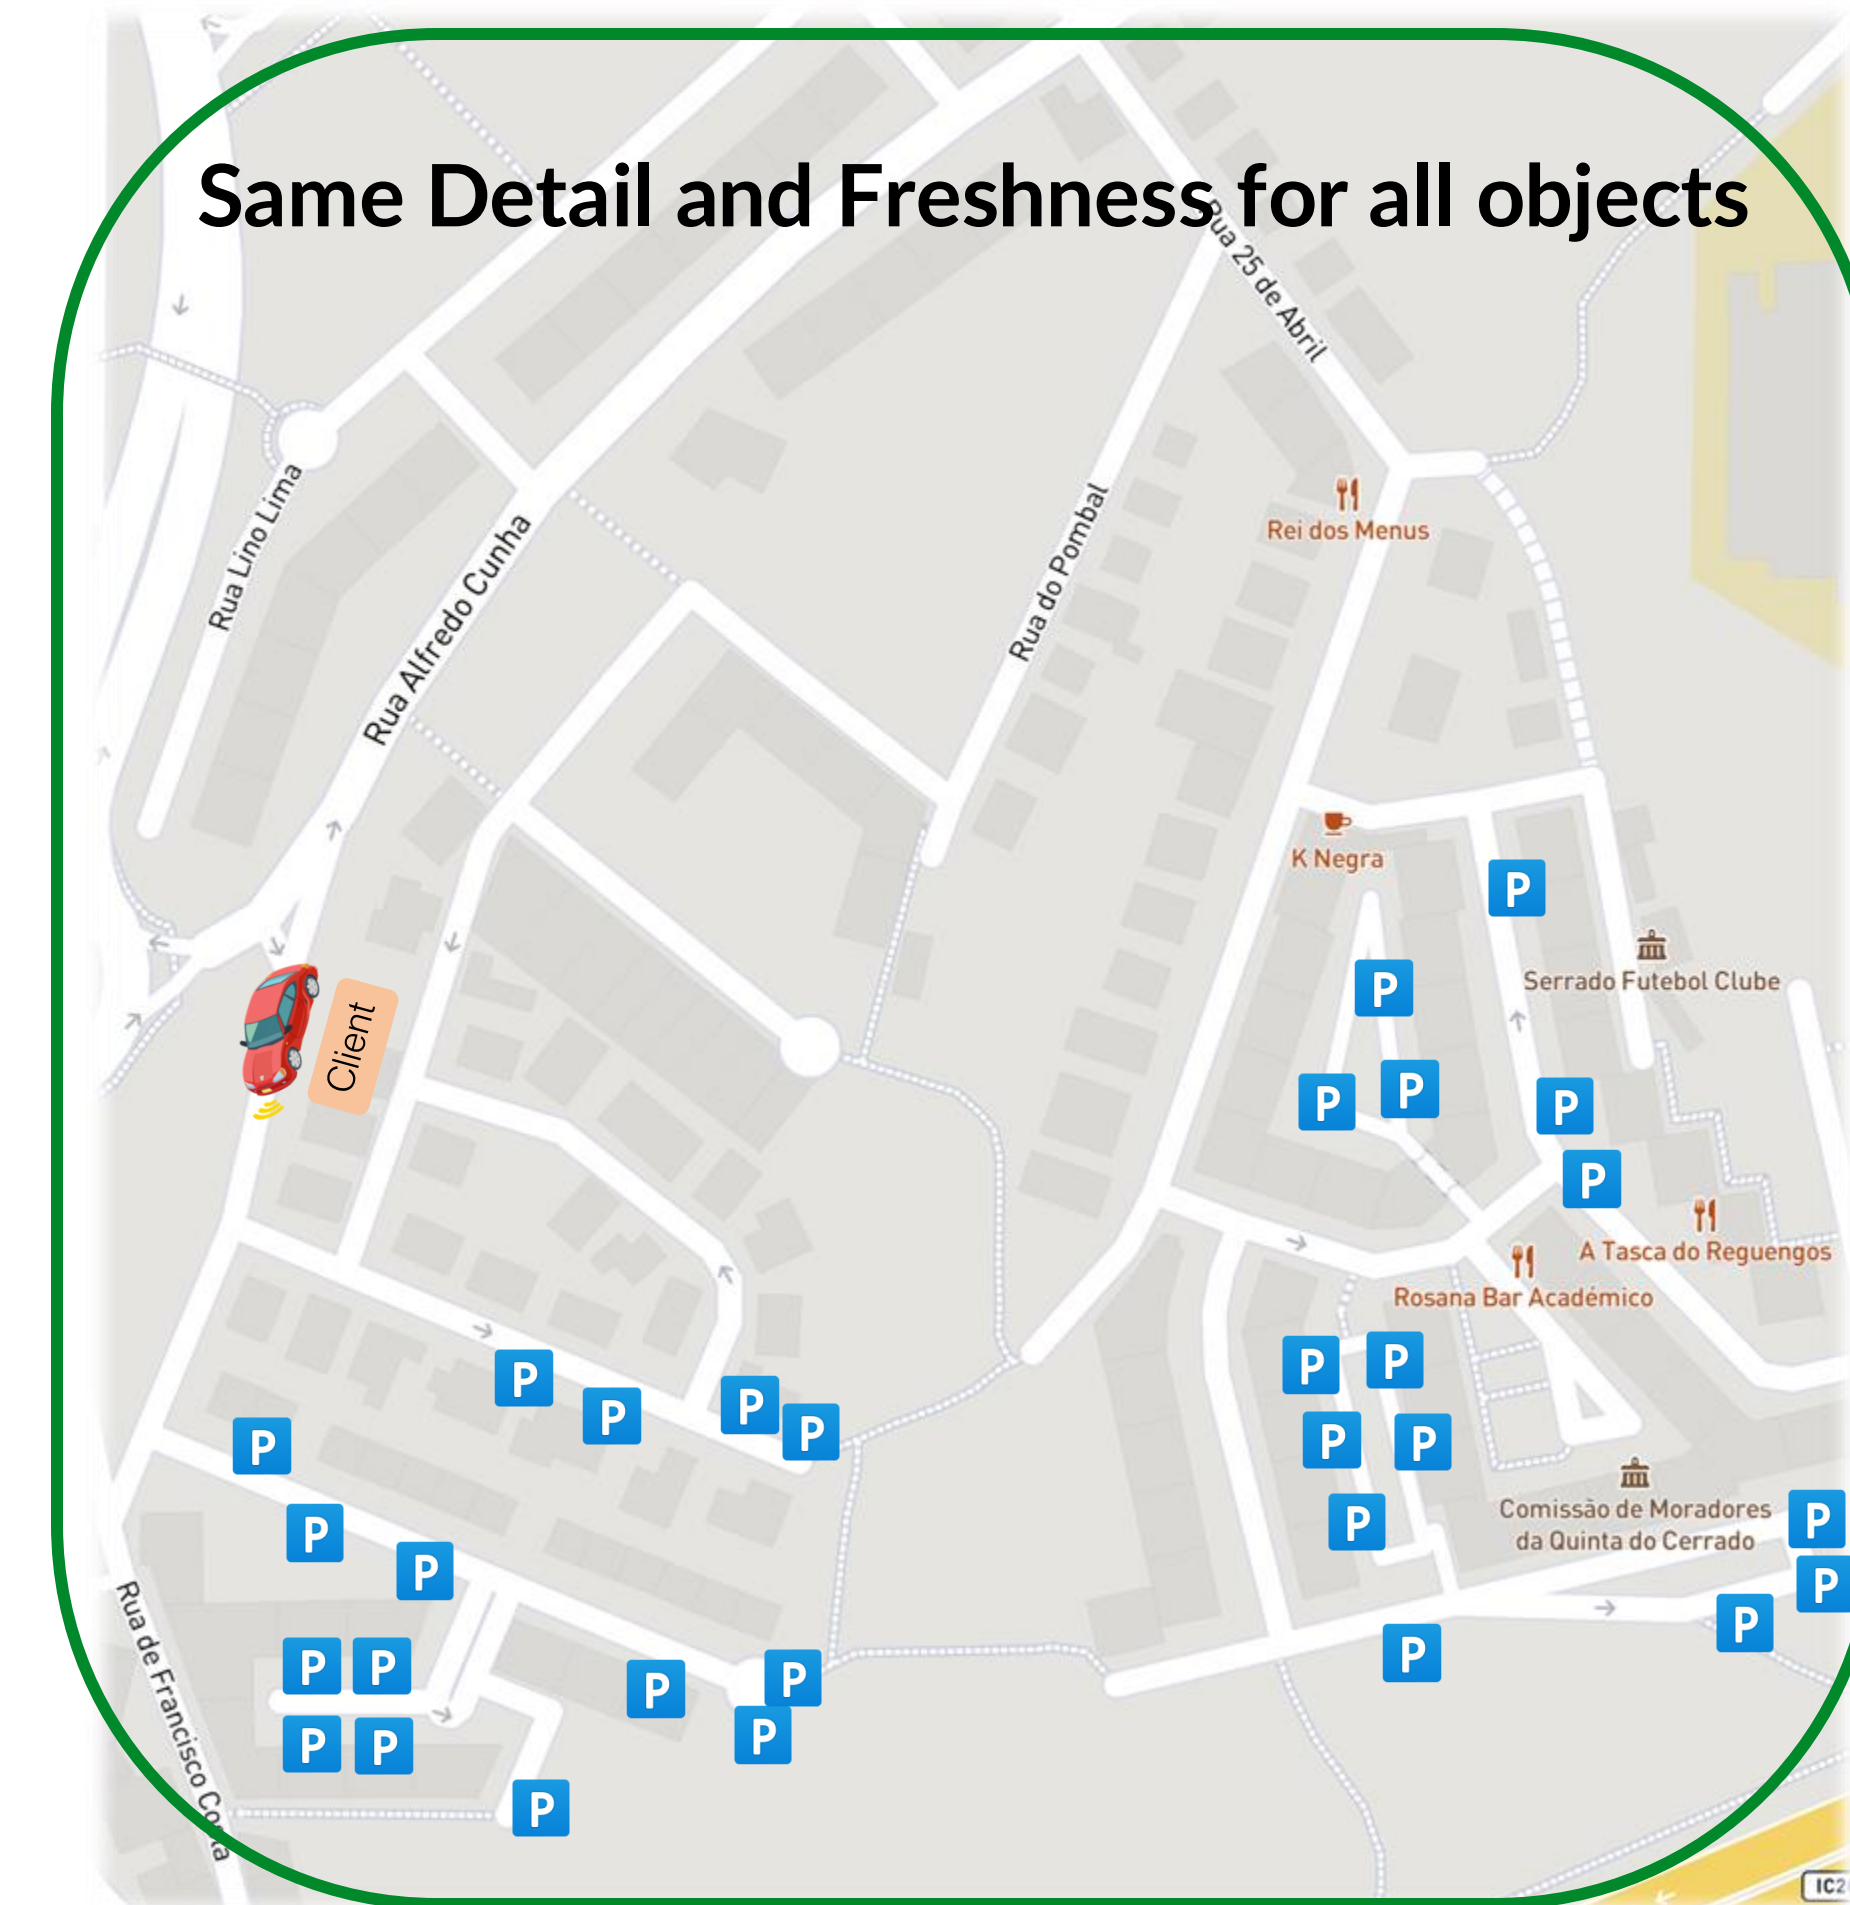 Same Detail and Freshness for all objects
Rua 25 de Abril
Rua Lino Lima
Rua Alfredo Cunha
Rua do Pombal
Rei dos Menus
K Negra
P
Serrado Futebol Clube
P
Client
P
P
P
P
A Tasca do Reguengos
Rosana Bar Académico
P
P
P
P
P
P
P
P
P
P
Comissão de Moradores
da Quinta do Cerrado
P
P
P
P
P
P
P
P
Rua de Francisco Costa
P
P
P
P
P
P
P
P
IC2